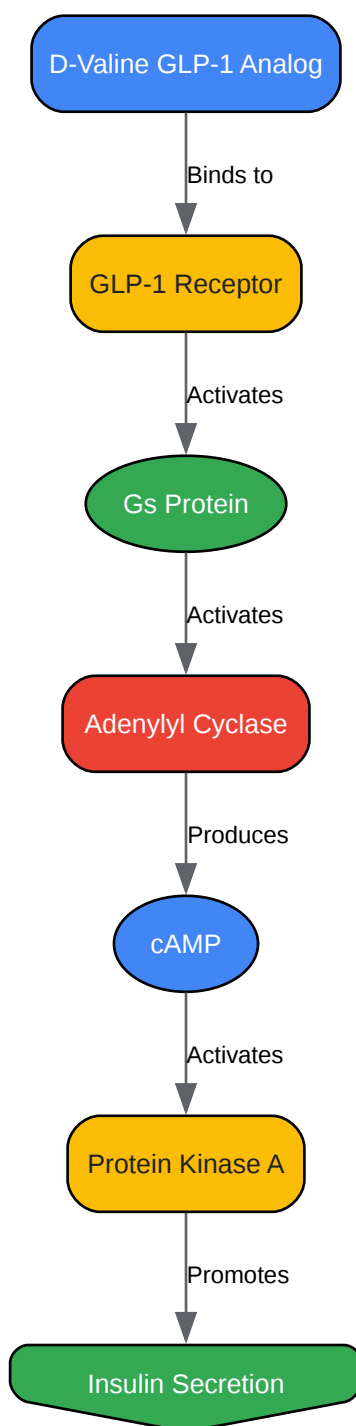 D-Valine GLP-1 Analog
Binds to
GLP-1 Receptor
Activates
Gs Protein
Activates
Adenylyl Cyclase
Produces
cAMP
Activates
Protein Kinase A
Promotes
Insulin Secretion